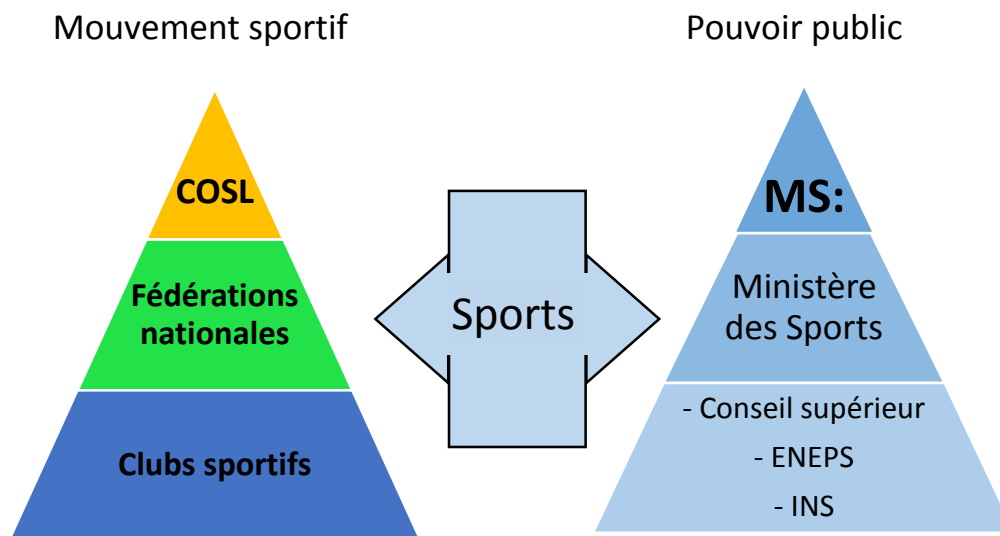 Mouvement sportif
Pouvoir public
COSL
Fédérations
nationales
Clubs sportifs
Sports
MS:
Ministère
des Sports
- Conseil supérieur
- ENEPS
- INS